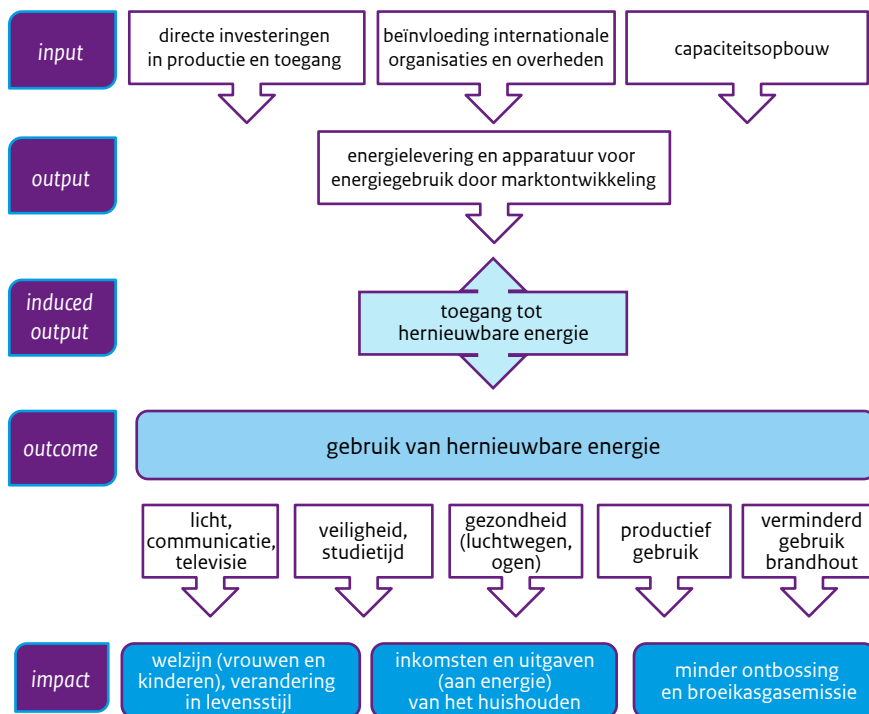 input
directe investeringen
in productie en toegang
beïnvloeding internationale
organisaties en overheden
capaciteitsopbouw
output
energielevering en apparatuur voor
energiegebruik door marktontwikkeling
induced
output
toegang tot
hernieuwbare energie
outcome
gebruik van hernieuwbare energie
licht,
communicatie,
televisie
veiligheid,
studietijd
gezondheid
(luchtwegen,
ogen)
productief
gebruik
verminderd
gebruik
brandhout
impact
welzijn (vrouwen en
kinderen), verandering
in levensstijl
inkomsten en uitgaven
(aan energie)
van het huishouden
minder ontbossing
en broeikasgasemissie